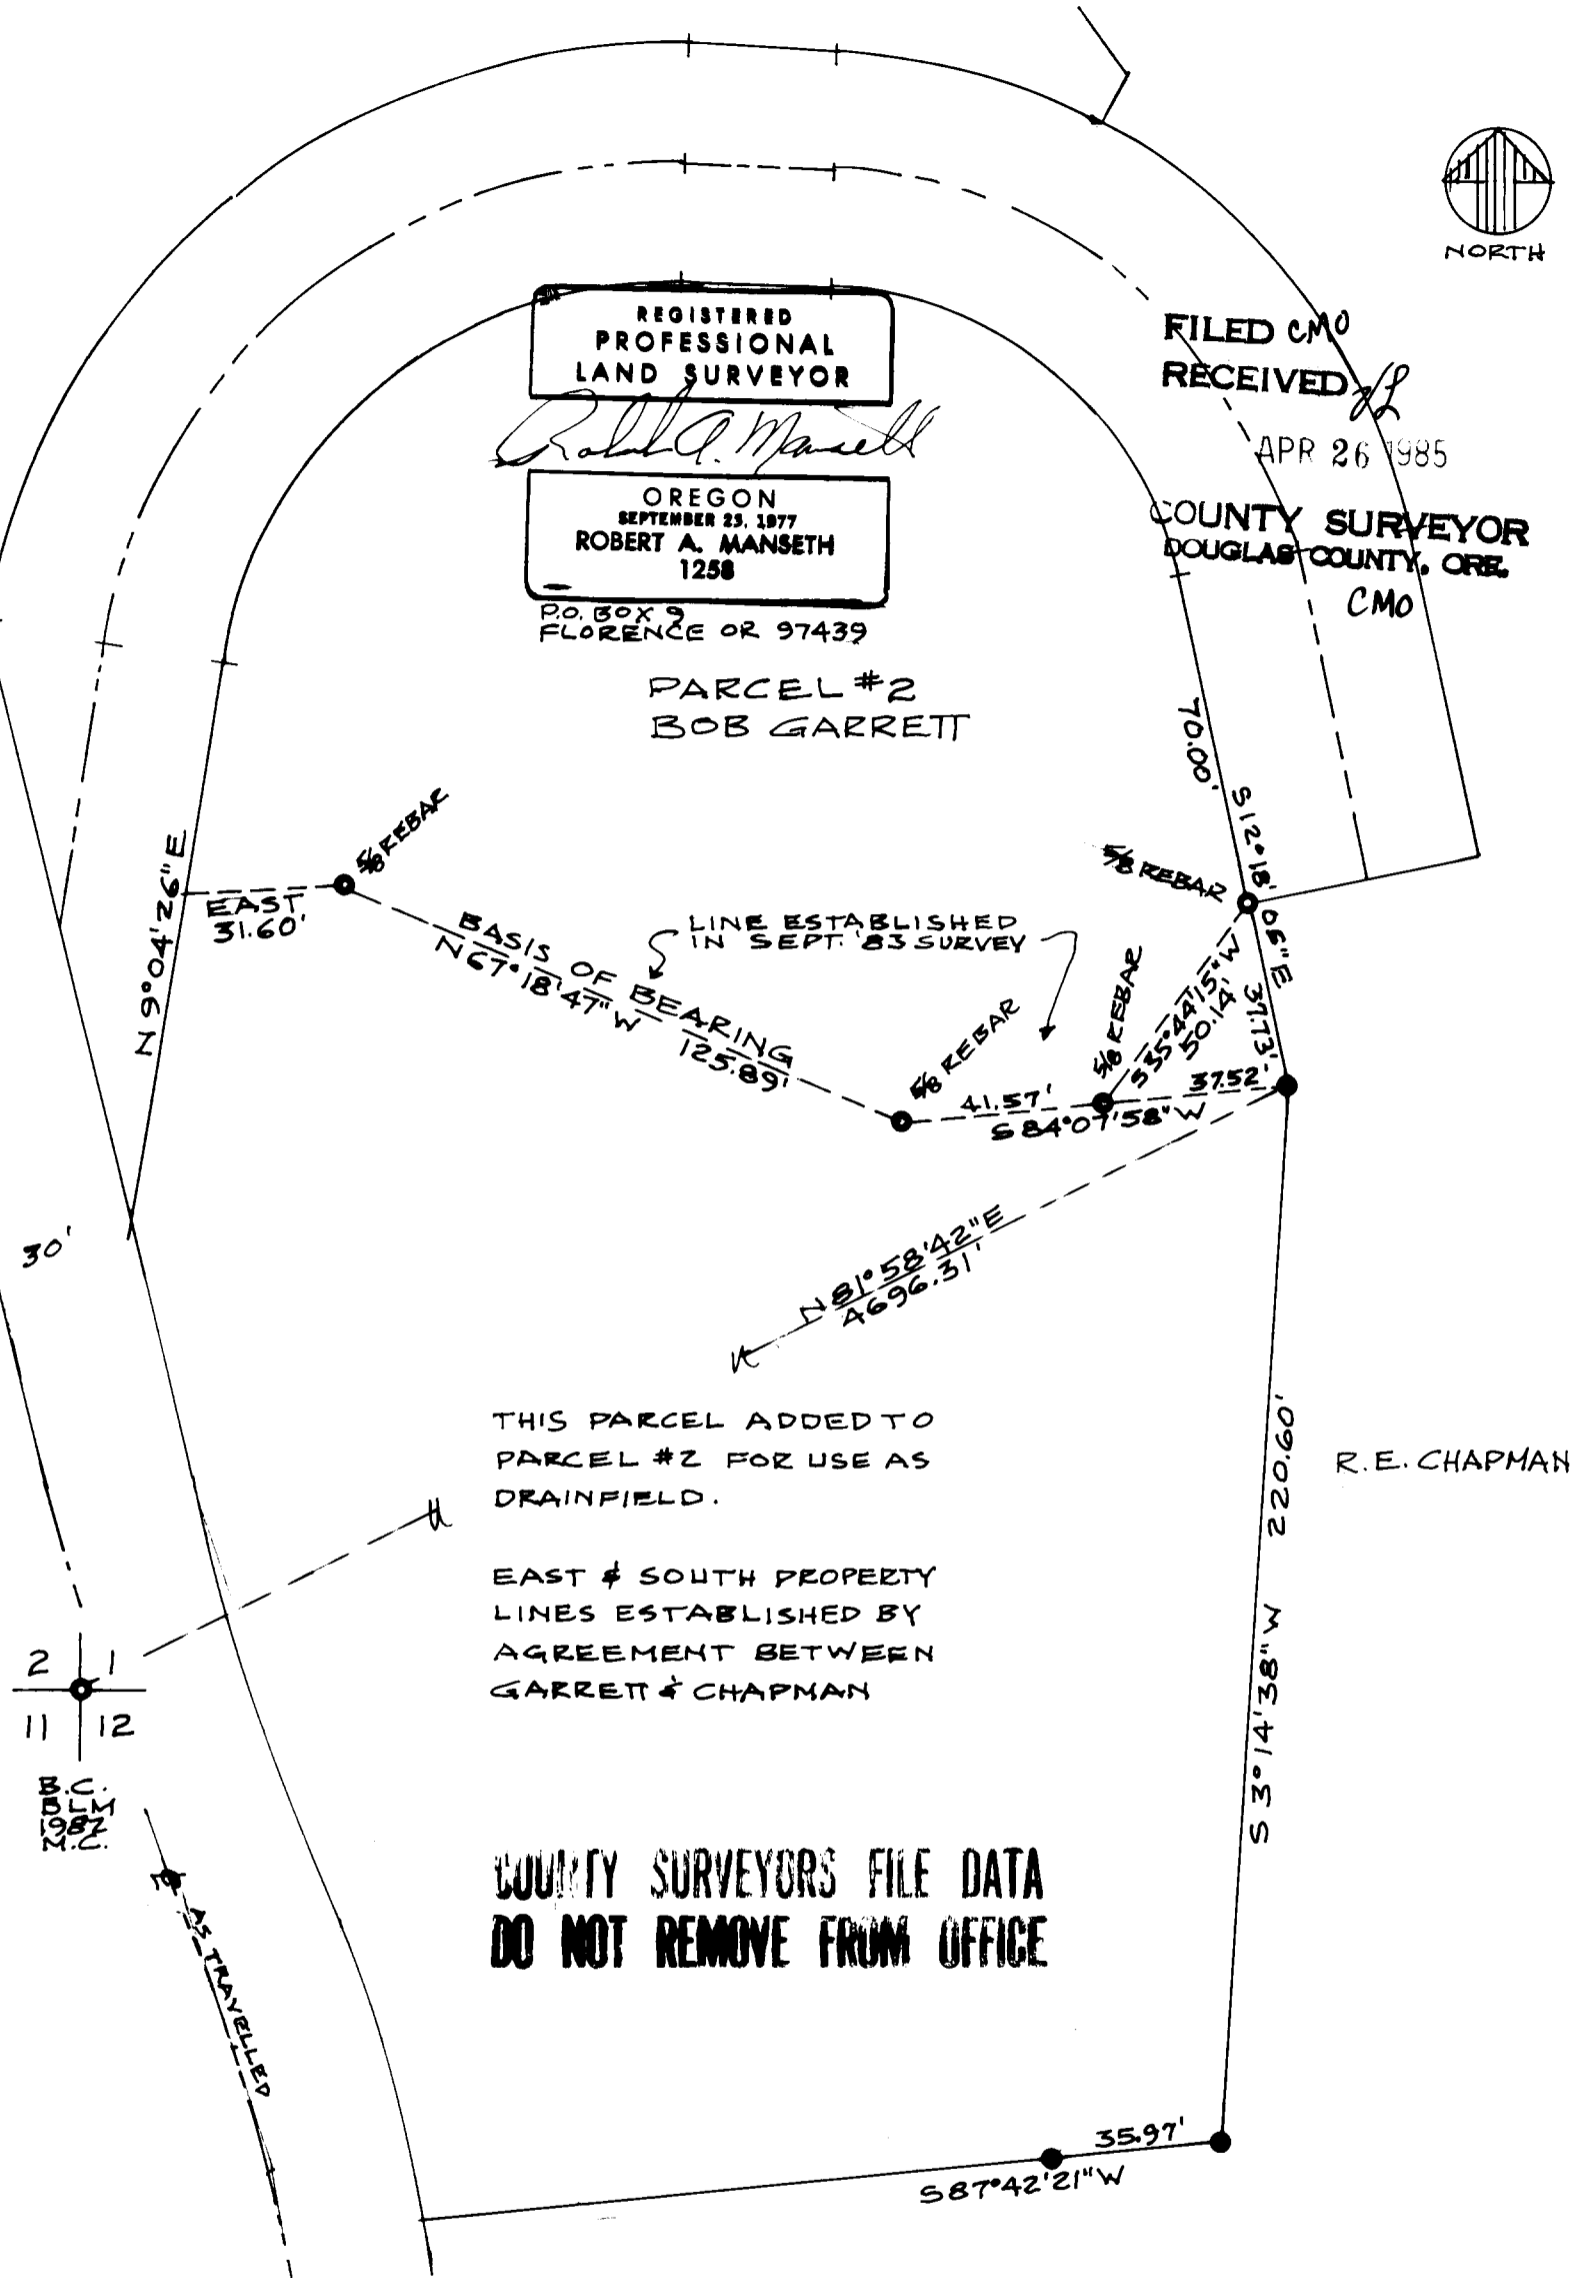 NORTH
REGISTERED
PROFESSIONAL
LAND SURVEYOR
OREGON
SEPTEMBER 23, 1977
ROBERT A. MANSETH
1258
P.O. BOX 9
FLORENCE OR 97439
FILED CMO
RECEIVED
APR 26 1985
COUNTY SURVEYOR
DOUGLAS COUNTY, ORE.
CMO
PARCEL #2
BOB GARRETT
70.00'
S 12°18'05" E
37.73'
5/8 REBAR
N 9°04'26" E
EAST
31.60'
5/8 REBAR
BASIS OF BEARING
N 67°18'47" W
125.89'
LINE ESTABLISHED
IN SEPT. '83 SURVEY
5/8 REBAR
5/8 REBAR
S 35°44'15" W
50.14'
41.57'
37.52'
S 84°07'58" W
N 81°58'42" E
4696.31'
30'
THIS PARCEL ADDED TO
PARCEL #2 FOR USE AS
DRAINFIELD.
EAST & SOUTH PROPERTY
LINES ESTABLISHED BY
AGREEMENT BETWEEN
GARRETT & CHAPMAN
R.E. CHAPMAN
220.60'
S 3°14'38" W
2 1
11 12
B.C.
BLM
1982
M.C.
AS TRAVELLED
COUNTY SURVEYORS FILE DATA
DO NOT REMOVE FROM OFFICE
35.97'
S 87°42'21" W